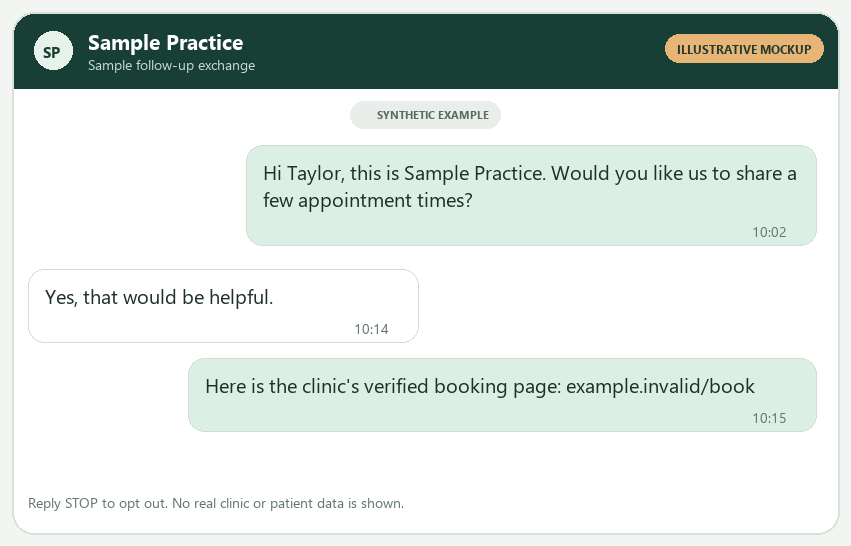 SP
Sample Practice
Sample follow-up exchange
ILLUSTRATIVE MOCKUP
SYNTHETIC EXAMPLE
Hi Taylor, this is Sample Practice. Would you like us to share a
few appointment times?
10:02
Yes, that would be helpful.
10:14
Here is the clinic's verified booking page: example.invalid/book
10:15
Reply STOP to opt out. No real clinic or patient data is shown.